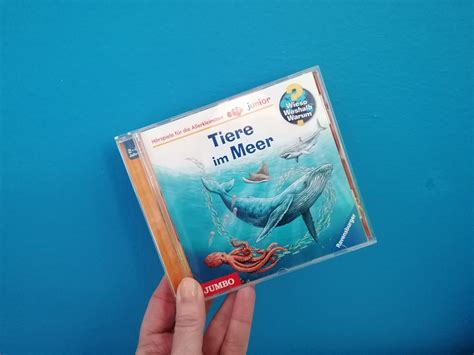 Hörspiele für die Allerkleinsten
junior
Tiere
im Meer
?
Wieso?
Weshalb?
Warum?
JUMBO
Ravensburger